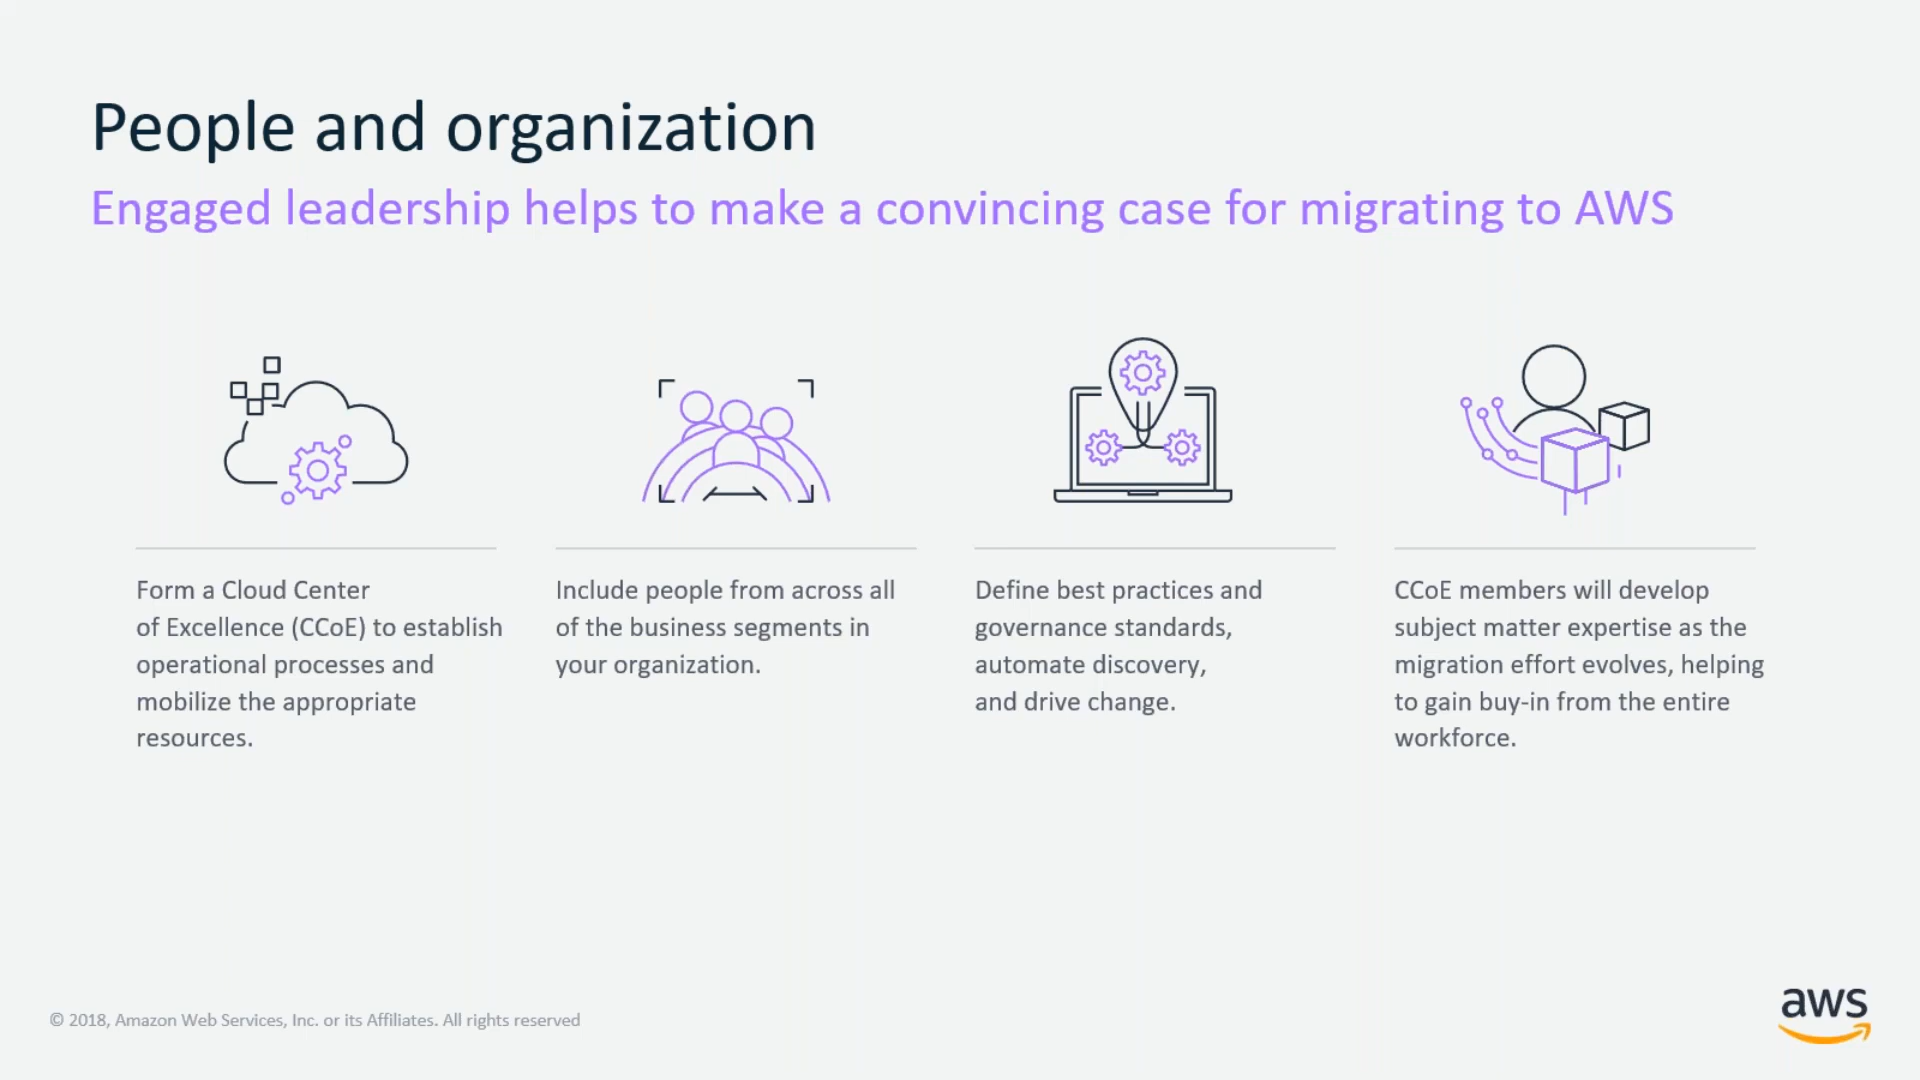 People and organization
Engaged leadership helps to make a convincing case for migrating to AWS
Form a Cloud Center
of Excellence (CCoE) to establish
operational processes and
mobilize the appropriate
resources.
Include people from across all
of the business segments in
your organization.
Define best practices and
governance standards,
automate discovery,
and drive change.
CCoE members will develop
subject matter expertise as the
migration effort evolves, helping
to gain buy-in from the entire
workforce.
© 2018, Amazon Web Services, Inc. or its Affiliates. All rights reserved
aws